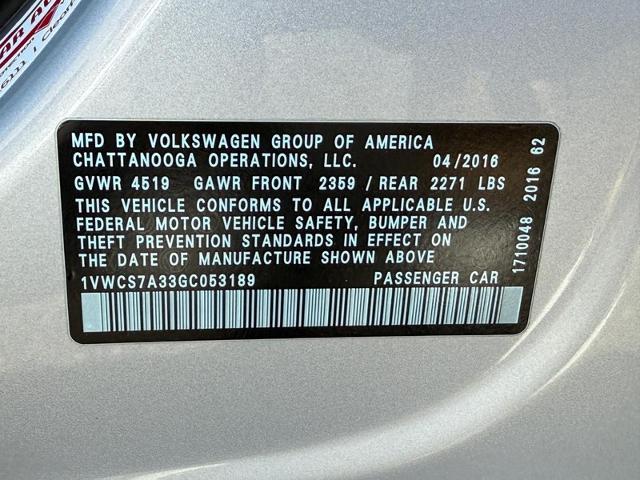 MFD BY VOLKSWAGEN GROUP OF AMERICA
CHATTANOOGA OPERATIONS, LLC. 04/2016
GVWR 4519 GAWR FRONT 2359 / REAR 2271 LBS
THIS VEHICLE CONFORMS TO ALL APPLICABLE U.S.
FEDERAL MOTOR VEHICLE SAFETY, BUMPER AND
THEFT PREVENTION STANDARDS IN EFFECT ON
THE DATE OF MANUFACTURE SHOWN ABOVE
1VWCS7A33GC053189 PASSENGER CAR
1710048 2016 62